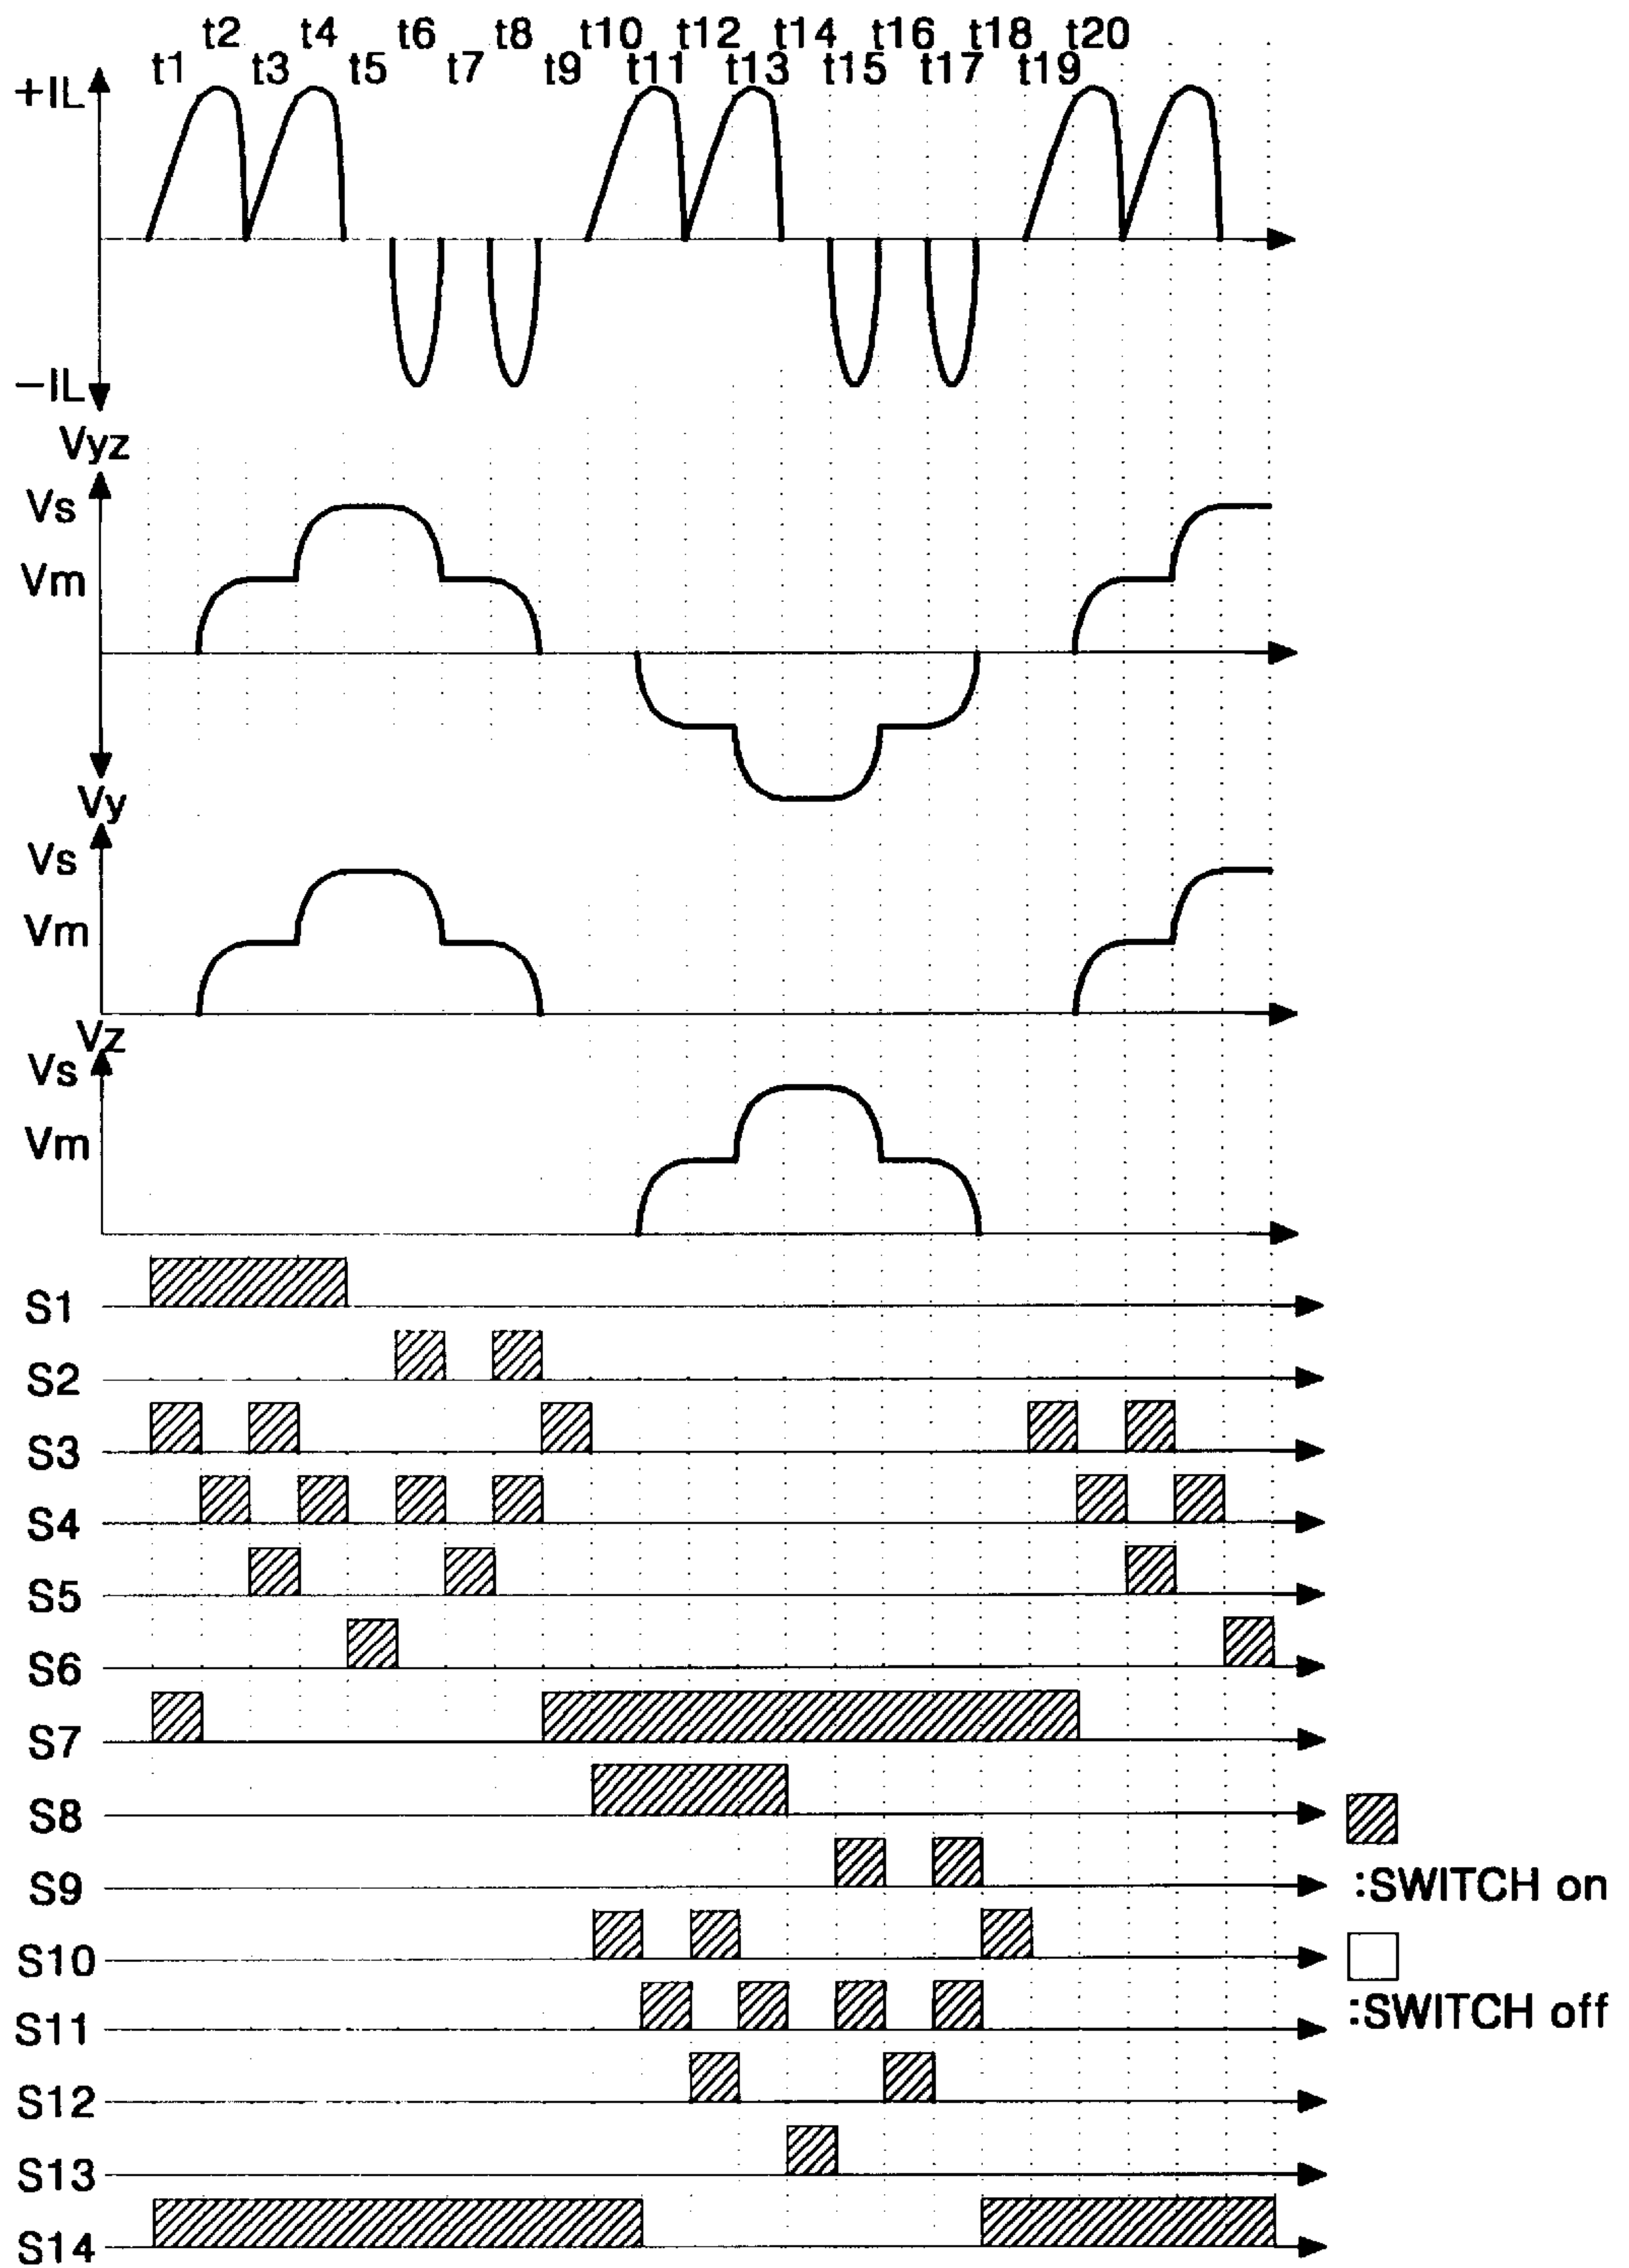 t2 t4 t6 t8 t10 t12 t14 t16 t18 t20
t1 t3 t5 t7 t9 t11 t13 t15 t17 t19
+IL
−IL
Vyz
Vs
Vm
Vy
Vs
Vm
Vz
Vs
Vm
S1
S2
S3
S4
S5
S6
S7
S8
S9
:SWITCH on
S10
:SWITCH off
S11
S12
S13
S14